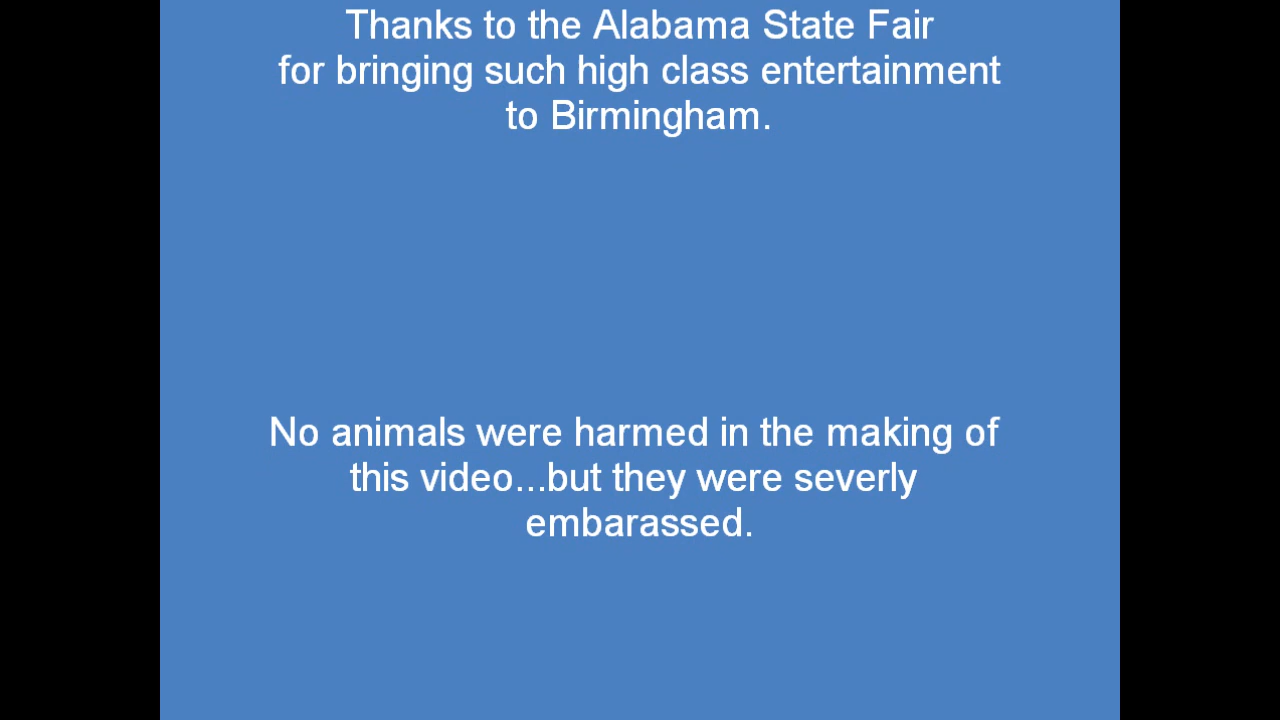 Thanks to the Alabama State Fair
for bringing such high class entertainment
to Birmingham.
No animals were harmed in the making of
this video...but they were severly
embarassed.